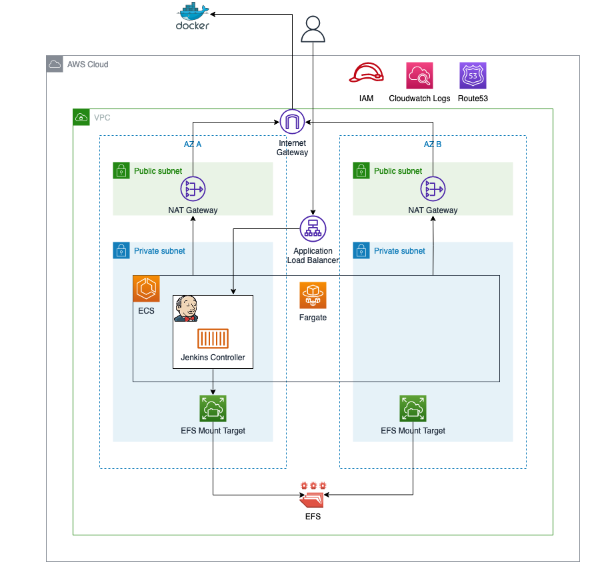 docker
AWS Cloud
IAM
Cloudwatch Logs
53
Route53
VPC
Internet
Gateway
AZ A
AZ B
Public subnet
Public subnet
NAT Gateway
NAT Gateway
Private subnet
Application
Load Balancer
Private subnet
ECS
Fargate
Jenkins Controller
EFS Mount Target
EFS Mount Target
EFS